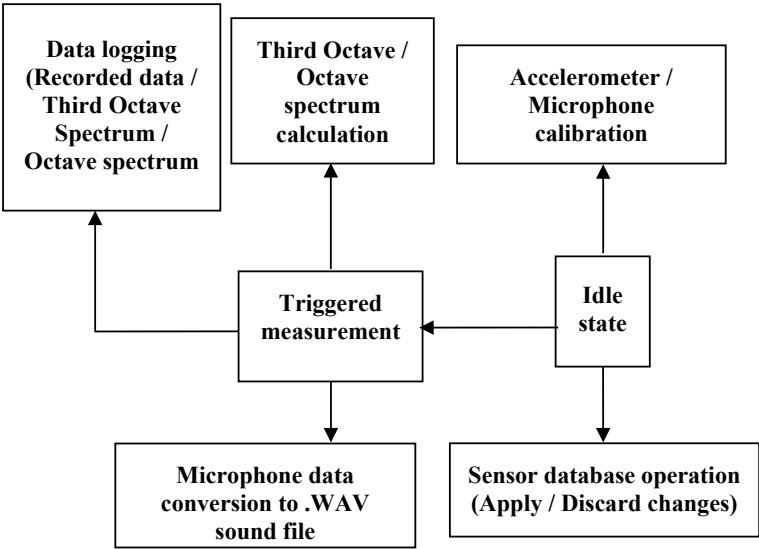 Data logging
(Recorded data /
Third Octave
Spectrum /
Octave spectrum
Third Octave /
Octave
spectrum
calculation
Accelerometer /
Microphone
calibration
Triggered
measurement
Idle
state
Microphone data
conversion to .WAV
sound file
Sensor database operation
(Apply / Discard changes)